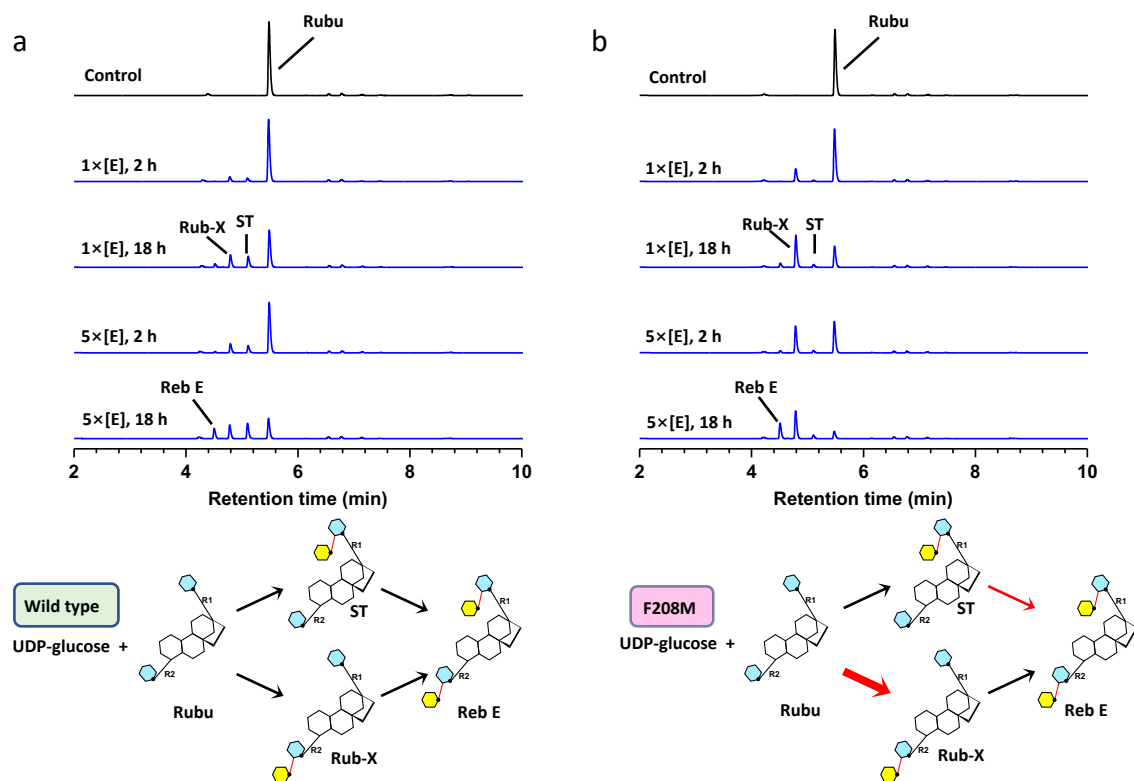 a
Rubu
Control
1×[E], 2 h
Rub-X
ST
1×[E], 18 h
5×[E], 2 h
Reb E
5×[E], 18 h
2 4 6 8 10
Retention time (min)
Wild type
UDP-glucose +
R1
R2
Rubu
R1
R2
ST
R1
R2
Rub-X
R1
R2
Reb E
b
Rubu
Control
1×[E], 2 h
Rub-X
ST
1×[E], 18 h
5×[E], 2 h
Reb E
5×[E], 18 h
2 4 6 8 10
Retention time (min)
F208M
UDP-glucose +
R1
R2
Rubu
R1
R2
ST
R1
R2
Rub-X
R1
R2
Reb E